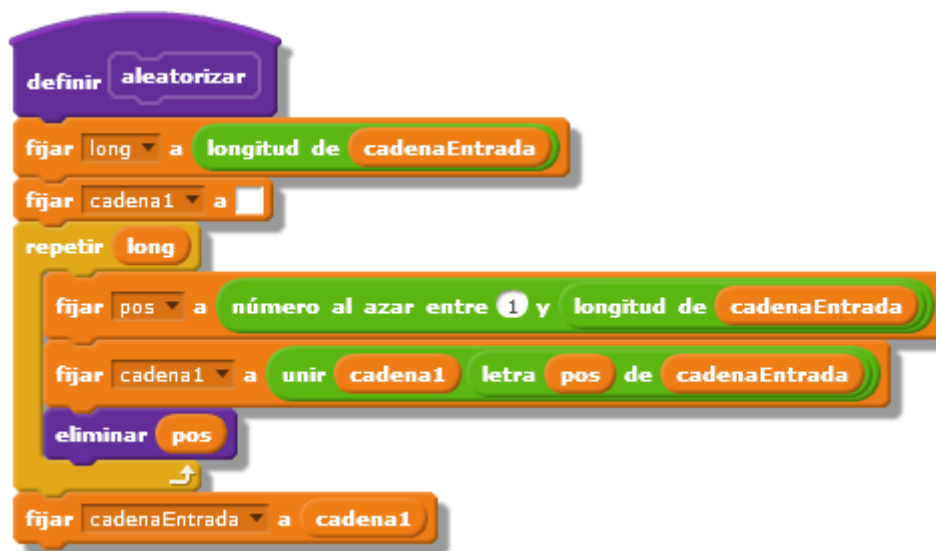 definir aleatorizar
fijar long a longitud de cadenaEntrada
fijar cadena1 a
repetir long
fijar pos a número al azar entre 1 y longitud de cadenaEntrada
fijar cadena1 a unir cadena1 letra pos de cadenaEntrada
eliminar pos
fijar cadenaEntrada a cadena1